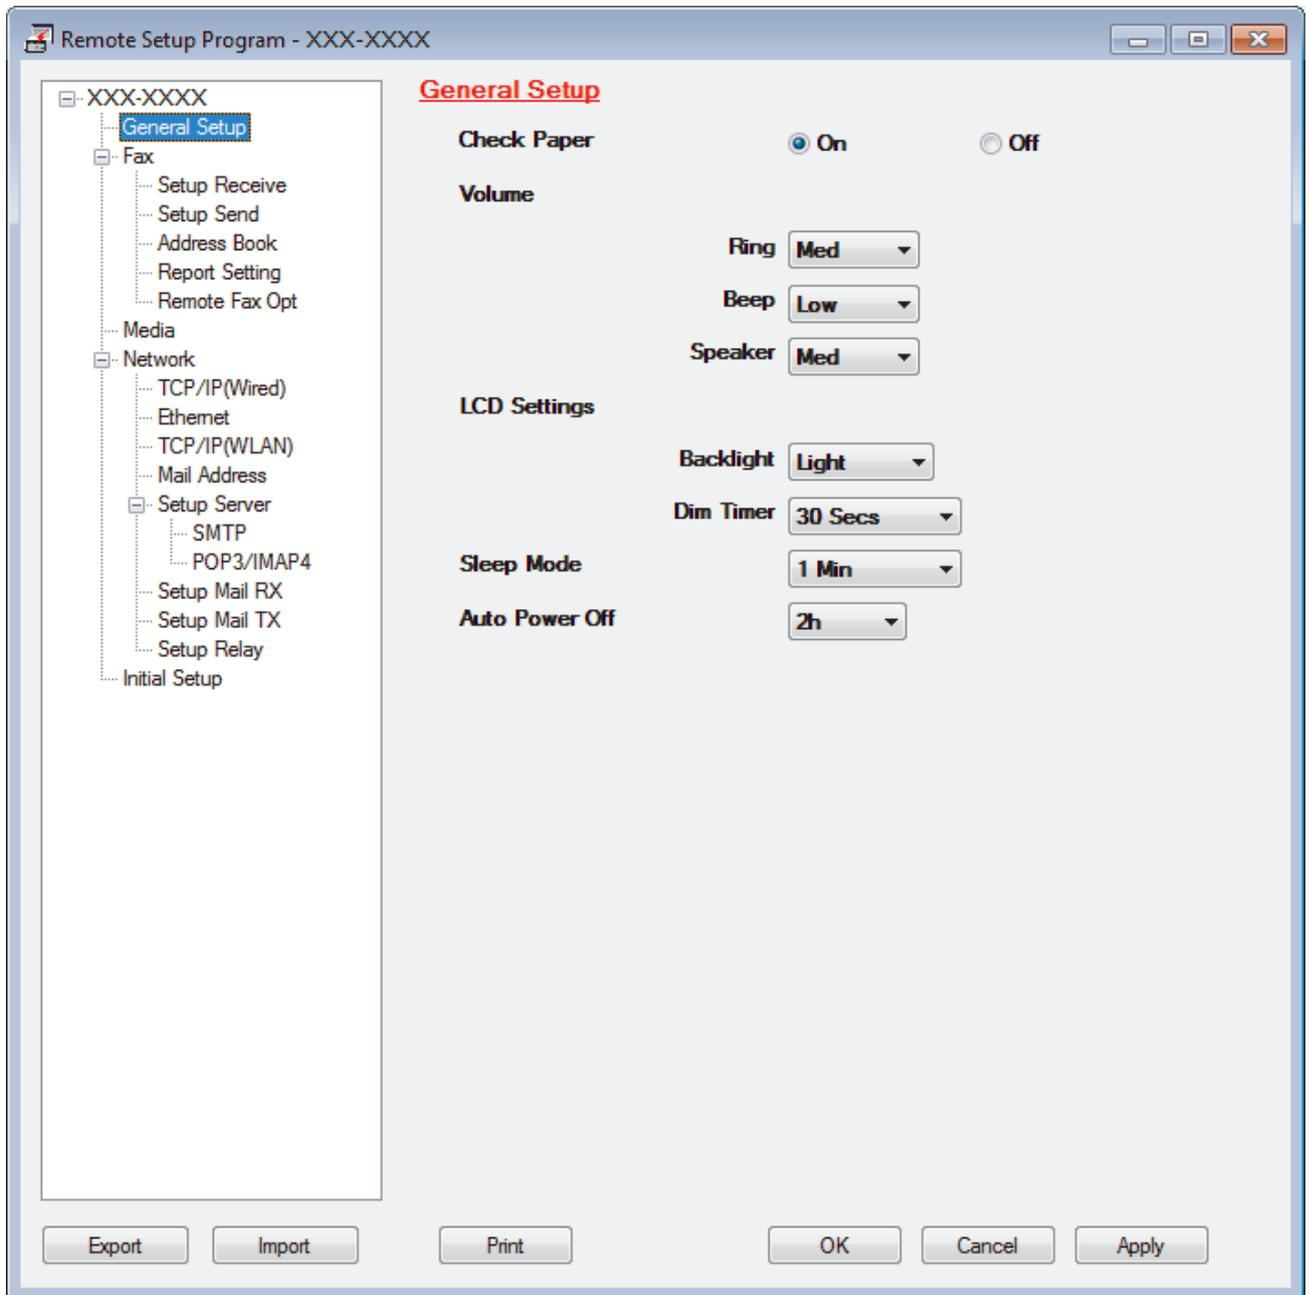 Remote Setup Program - XXX-XXXX
XXX-XXXX
General Setup
Fax
Setup Receive
Setup Send
Address Book
Report Setting
Remote Fax Opt
Media
Network
TCP/IP(Wired)
Ethernet
TCP/IP(WLAN)
Mail Address
Setup Server
SMTP
POP3/IMAP4
Setup Mail RX
Setup Mail TX
Setup Relay
Initial Setup
General Setup
Check Paper On Off
Volume
Ring Med
Beep Low
Speaker Med
LCD Settings
Backlight Light
Dim Timer 30 Secs
Sleep Mode 1 Min
Auto Power Off 2h
Export Import Print OK Cancel Apply